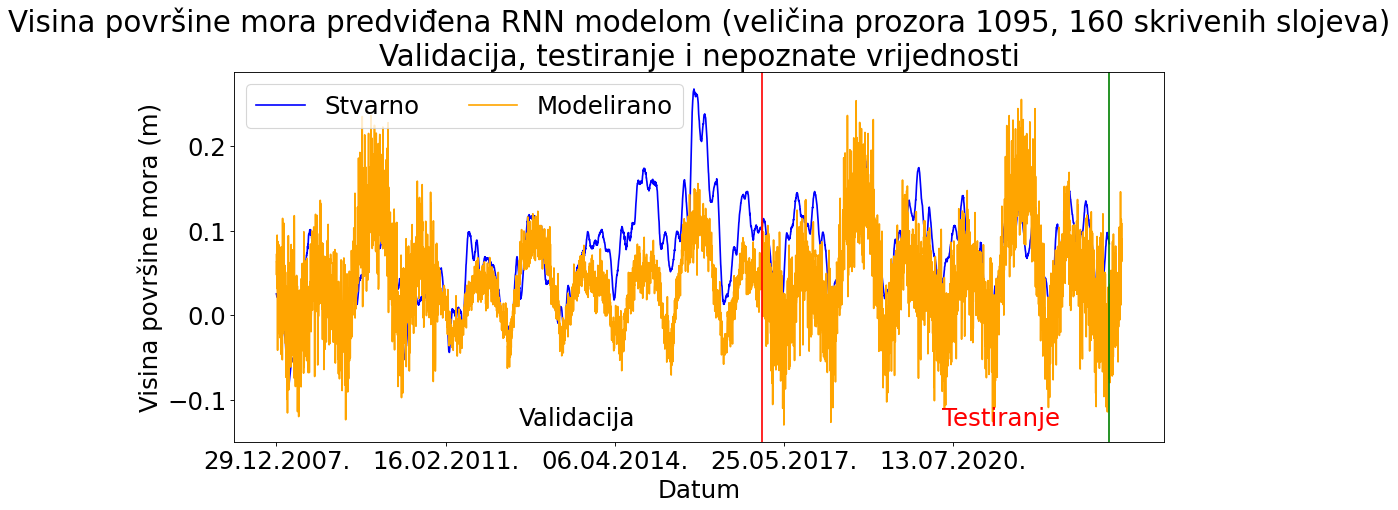 Visina površine mora predviđena RNN modelom (veličina prozora 1095, 160 skrivenih slojeva)
Validacija, testiranje i nepoznate vrijednosti
Stvarno
Modelirano
Visina površine mora (m)
0.2
0.1
0.0
−0.1
Validacija
Testiranje
29.12.2007.
16.02.2011.
06.04.2014.
25.05.2017.
13.07.2020.
Datum